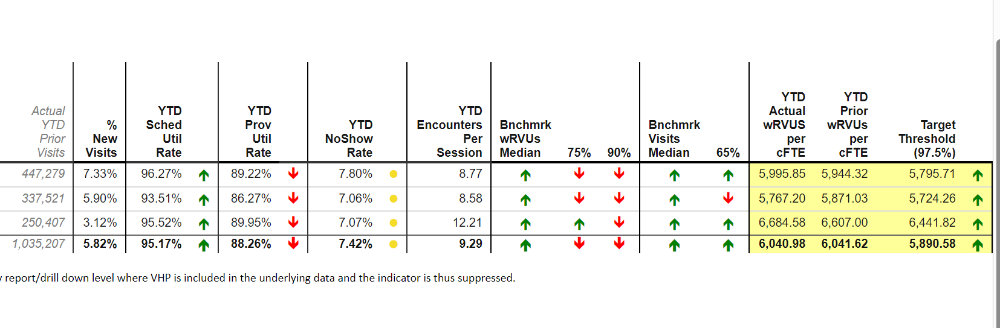 Actual YTD Prior Visits % New Visits YTD Sched Util Rate YTD Prov Util Rate YTD NoShow Rate YTD Encounters Per Session Bnchmrk wRVUs Median 75% 90% Bnchmrk Visits Median 65% YTD Actual wRVUS per cFTE YTD Prior wRVUs per cFTE Target Threshold (97.5%)
447,279 7.33% 96.27% 89.22% 7.80% 8.77 5,995.85 5,944.32 5,795.71
337,521 5.90% 93.51% 86.27% 7.06% 8.58 5,767.20 5,871.03 5,724.26
250,407 3.12% 95.52% 89.95% 7.07% 12.21 6,684.58 6,607.00 6,441.82
1,035,207 5.82% 95.17% 88.26% 7.42% 9.29 6,040.98 6,041.62 5,890.58
report/drill down level where VHP is included in the underlying data and the indicator is thus suppressed.